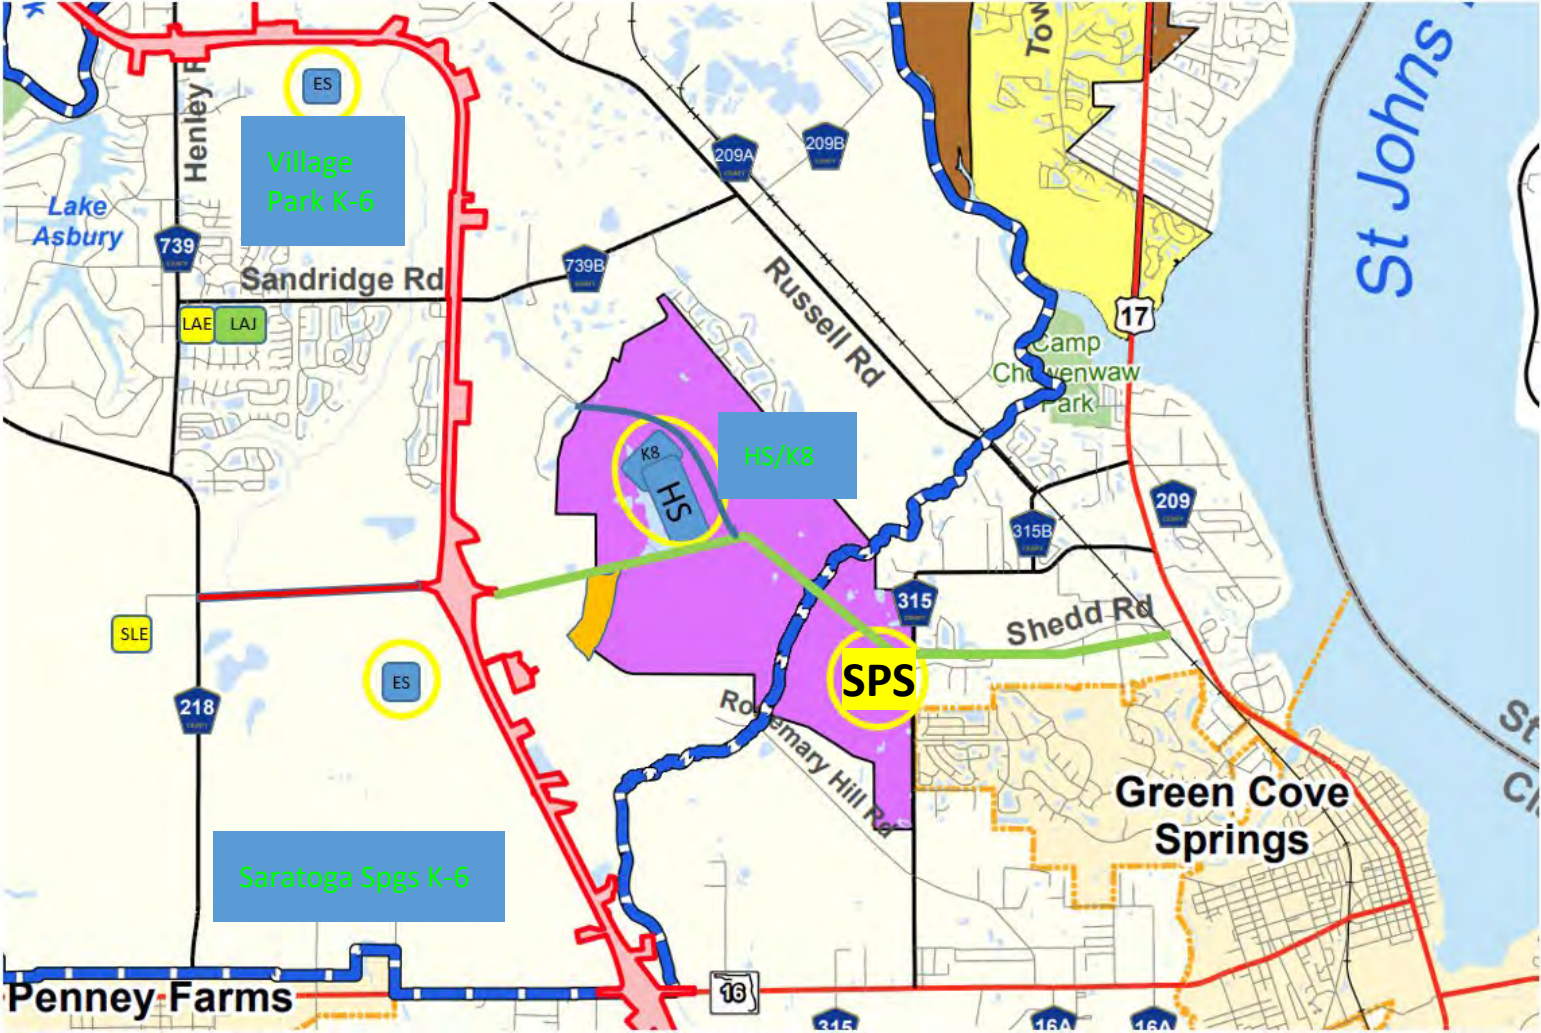 Tow
St Johns
ES
Henley R
Village
Park K-6
209A
209B
Lake
Asbury
739
Sandridge Rd
739B
LAE
LAJ
Russell Rd
17
Camp
Chowenwaw
Park
K8
HS
HS/K8
209
315B
315
Shedd Rd
SLE
ES
SPS
218
Rosemary Hill Rd
St
Green Cove
Springs
Saratoga Spgs K-6
Penney Farms
16
315
16A
16A